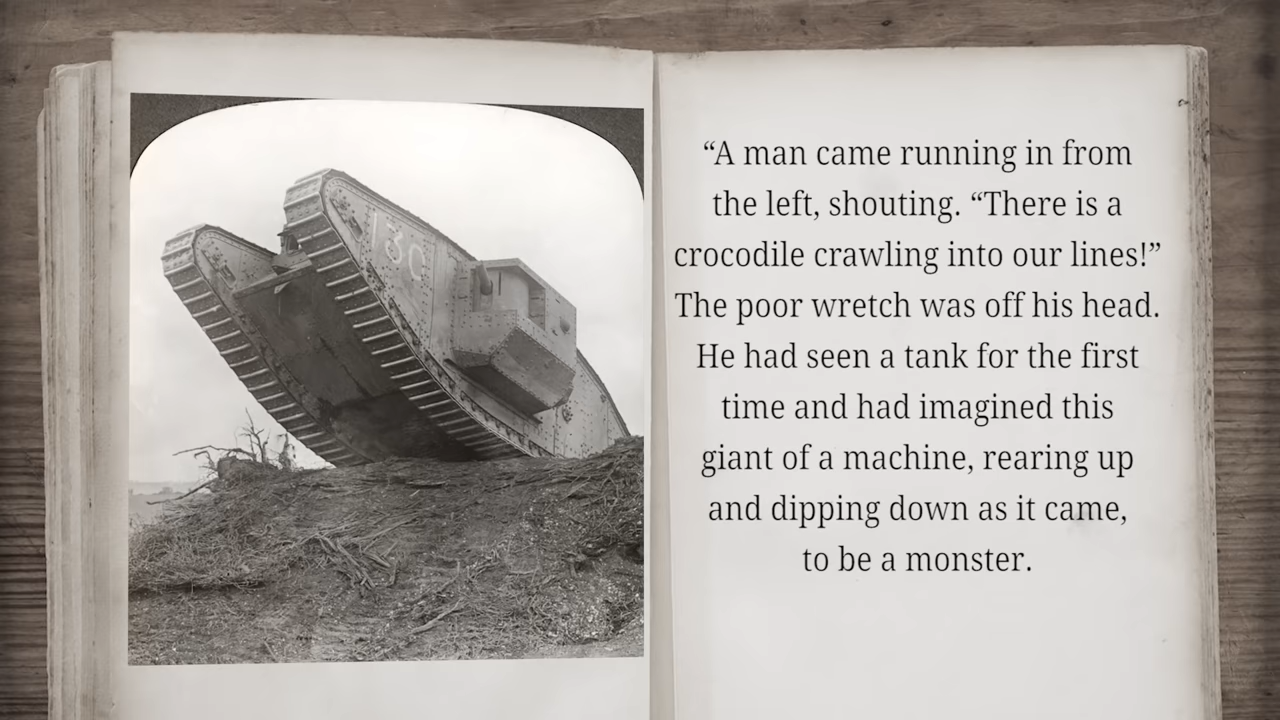 130
“A man came running in from
the left, shouting. “There is a
crocodile crawling into our lines!”
The poor wretch was off his head.
He had seen a tank for the first
time and had imagined this
giant of a machine, rearing up
and dipping down as it came,
to be a monster.